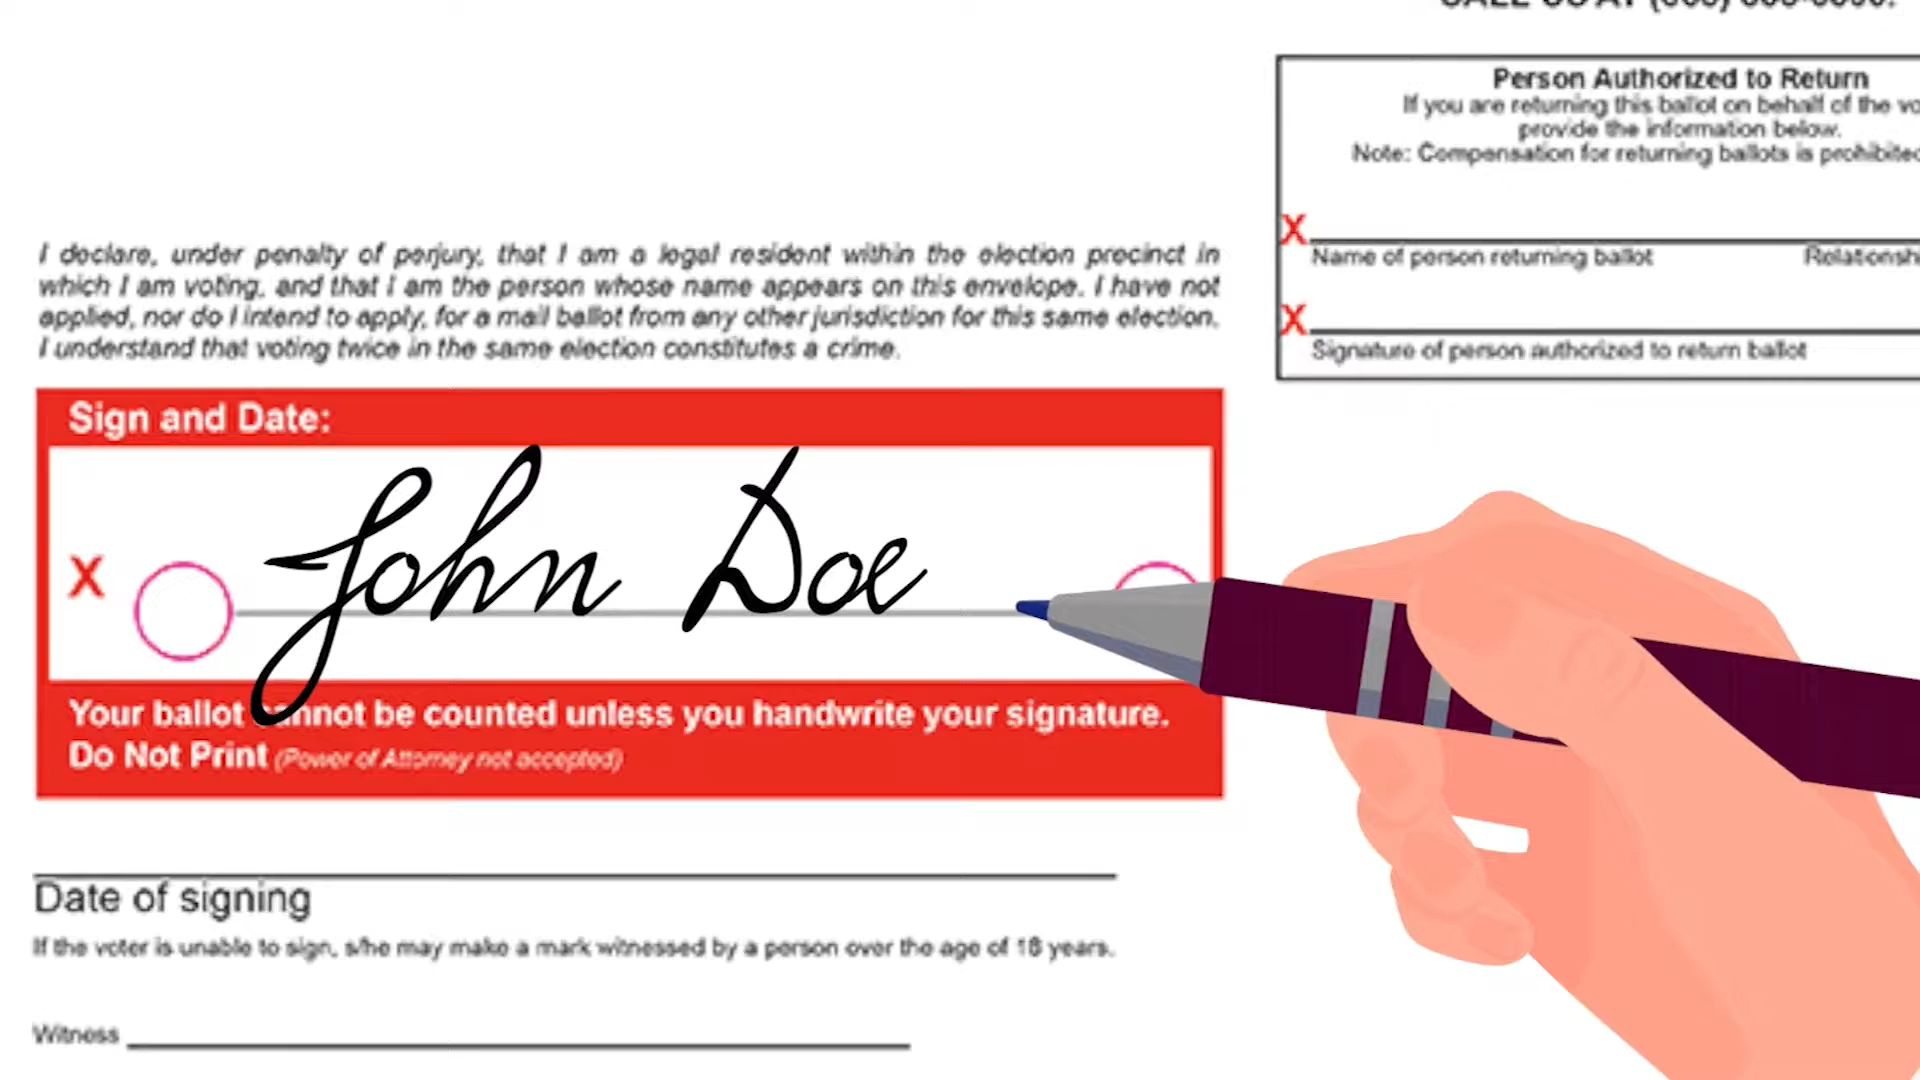 Person Authorized to Return
If you are returning this ballot on behalf of the
provide the information below.
Note: Compensation for returning ballots is prohibited
X
Name of person returning ballot
X
Signature of person authorized to return ballot
I declare, under penalty of perjury, that I am a legal resident within the election precinct in
which I am voting, and that I am the person whose name appears on this envelope. I have not
applied, nor do I intend to apply, for a mail ballot from any other jurisdiction for this same election.
I understand that voting twice in the same election constitutes a crime.
Sign and Date:
X John Doe
Your ballot cannot be counted unless you handwrite your signature.
Do Not Print (Power of Attorney not accepted)
Date of signing
If the voter is unable to sign, s/he may make a mark witnessed by a person over the age of 18 years.
Witness